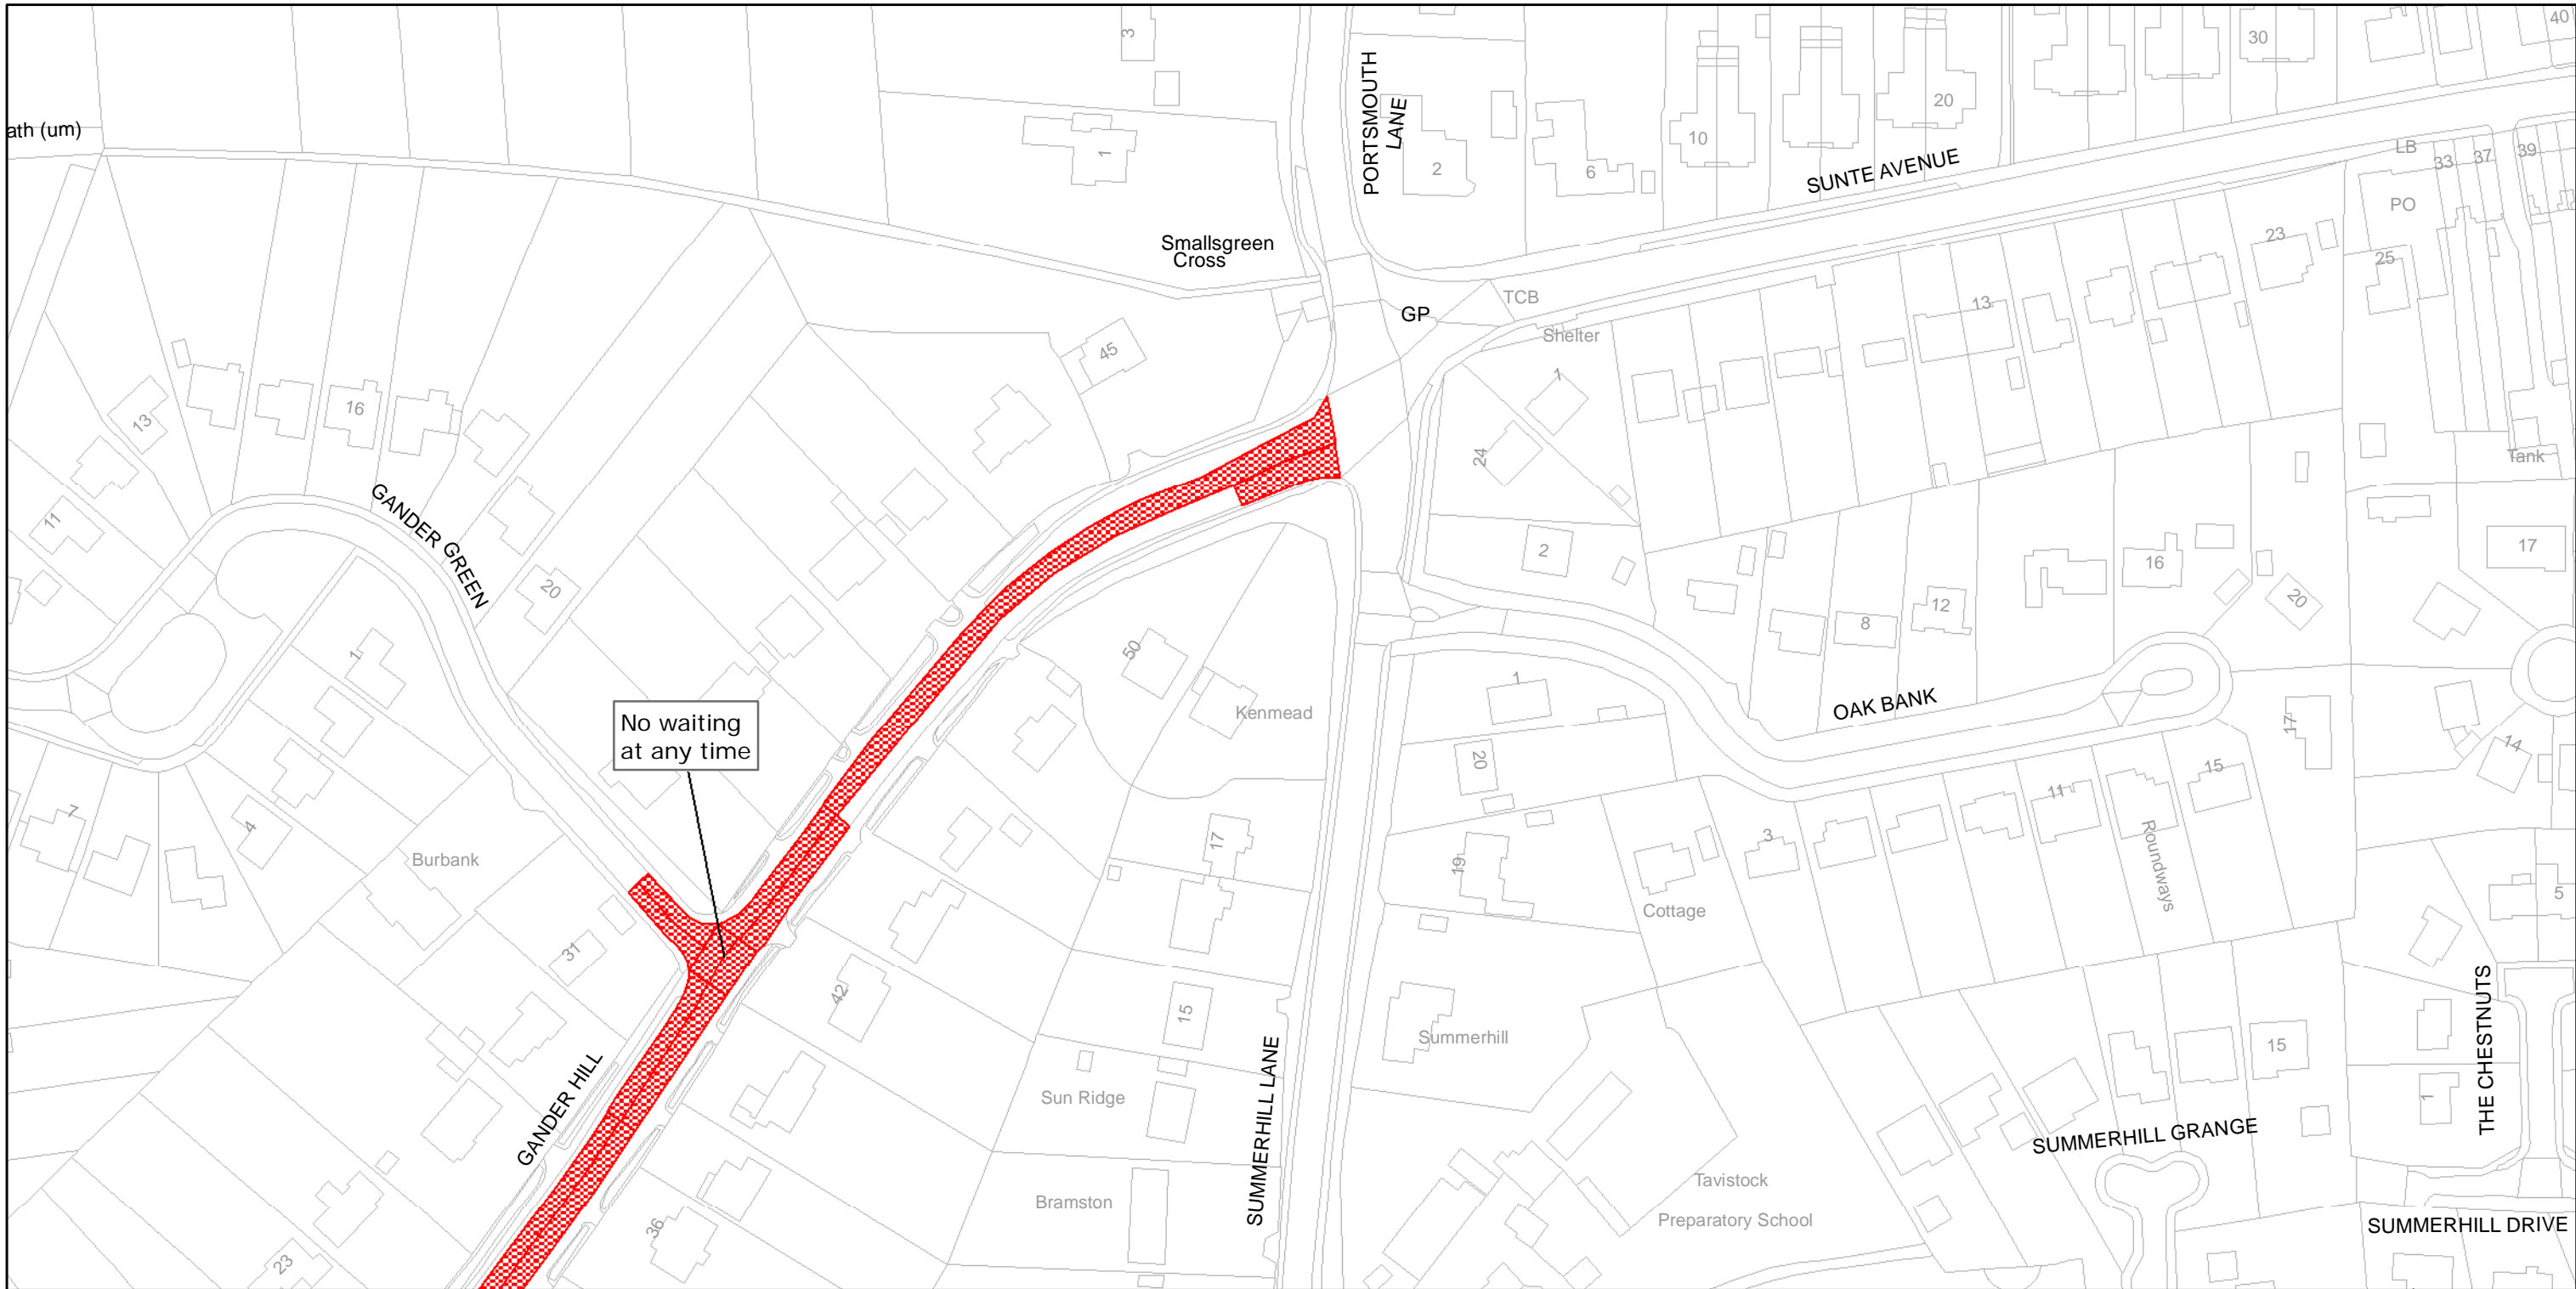 3
40
30
PORTSMOUTH
LANE
ath (um)
1
2
6
10
20
SUNTE AVENUE
LB
33
37
39
PO
Smallsgreen
Cross
23
25
GP
TCB
13
Shelter
45
1
16
13
24
Tank
GANDER GREEN
11
2
17
16
20
20
12
8
1
50
Kenmead
1
OAK BANK
No waiting
at any time
17
14
20
15
11
7
4
Burbank
17
3
19
Roundways
5
Cottage
31
42
15
Summerhill
15
THE CHESTNUTS
GANDER HILL
Sun Ridge
SUMMERHILL LANE
1
SUMMERHILL GRANGE
Tavistock
Preparatory School
Bramston
36
SUMMERHILL DRIVE
23